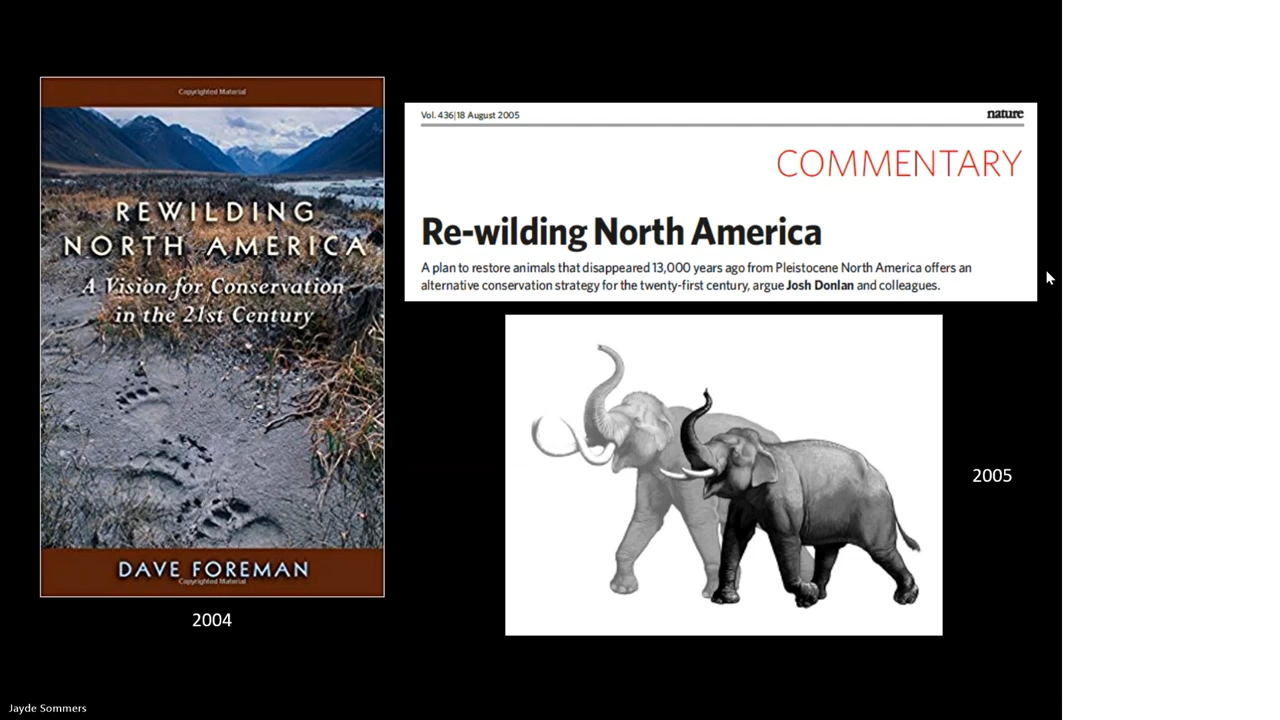 Copyrighted Material
REWILDING
NORTH AMERICA
A Vision for Conservation
in the 21st Century
DAVE FOREMAN
Copyrighted Material
2004
Vol. 436|18 August 2005
nature
COMMENTARY
Re-wilding North America
A plan to restore animals that disappeared 13,000 years ago from Pleistocene North America offers an
alternative conservation strategy for the twenty-first century, argue Josh Donlan and colleagues.
2005
Jayde Sommers